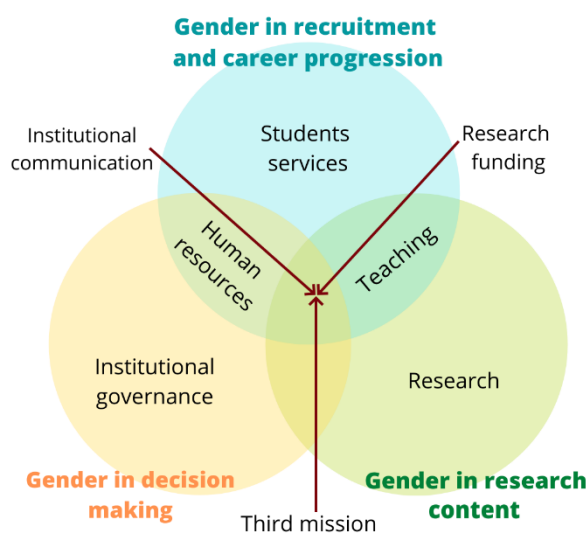 Gender in recruitment
and career progression
Institutional
communication
Students
services
Research
funding
Human
resources
Teaching
Institutional
governance
Research
Gender in decision
making
Gender in research
content
Third mission